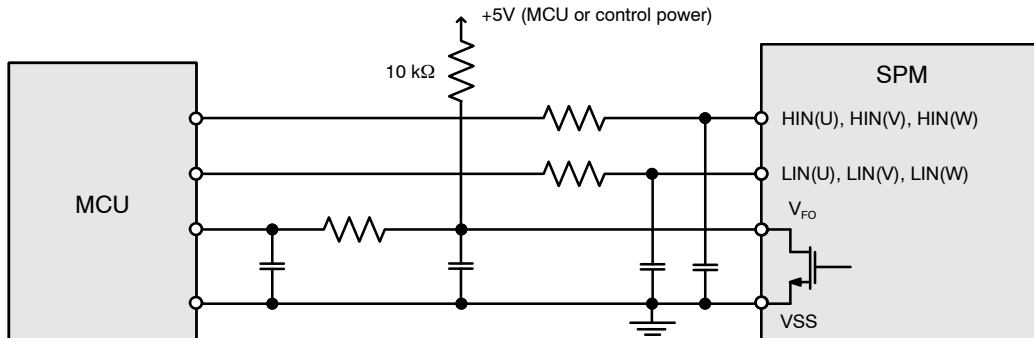 +5V (MCU or control power)
10 kΩ
SPM
HIN(U), HIN(V), HIN(W)
LIN(U), LIN(V), LIN(W)
MCU
VFO
VSS